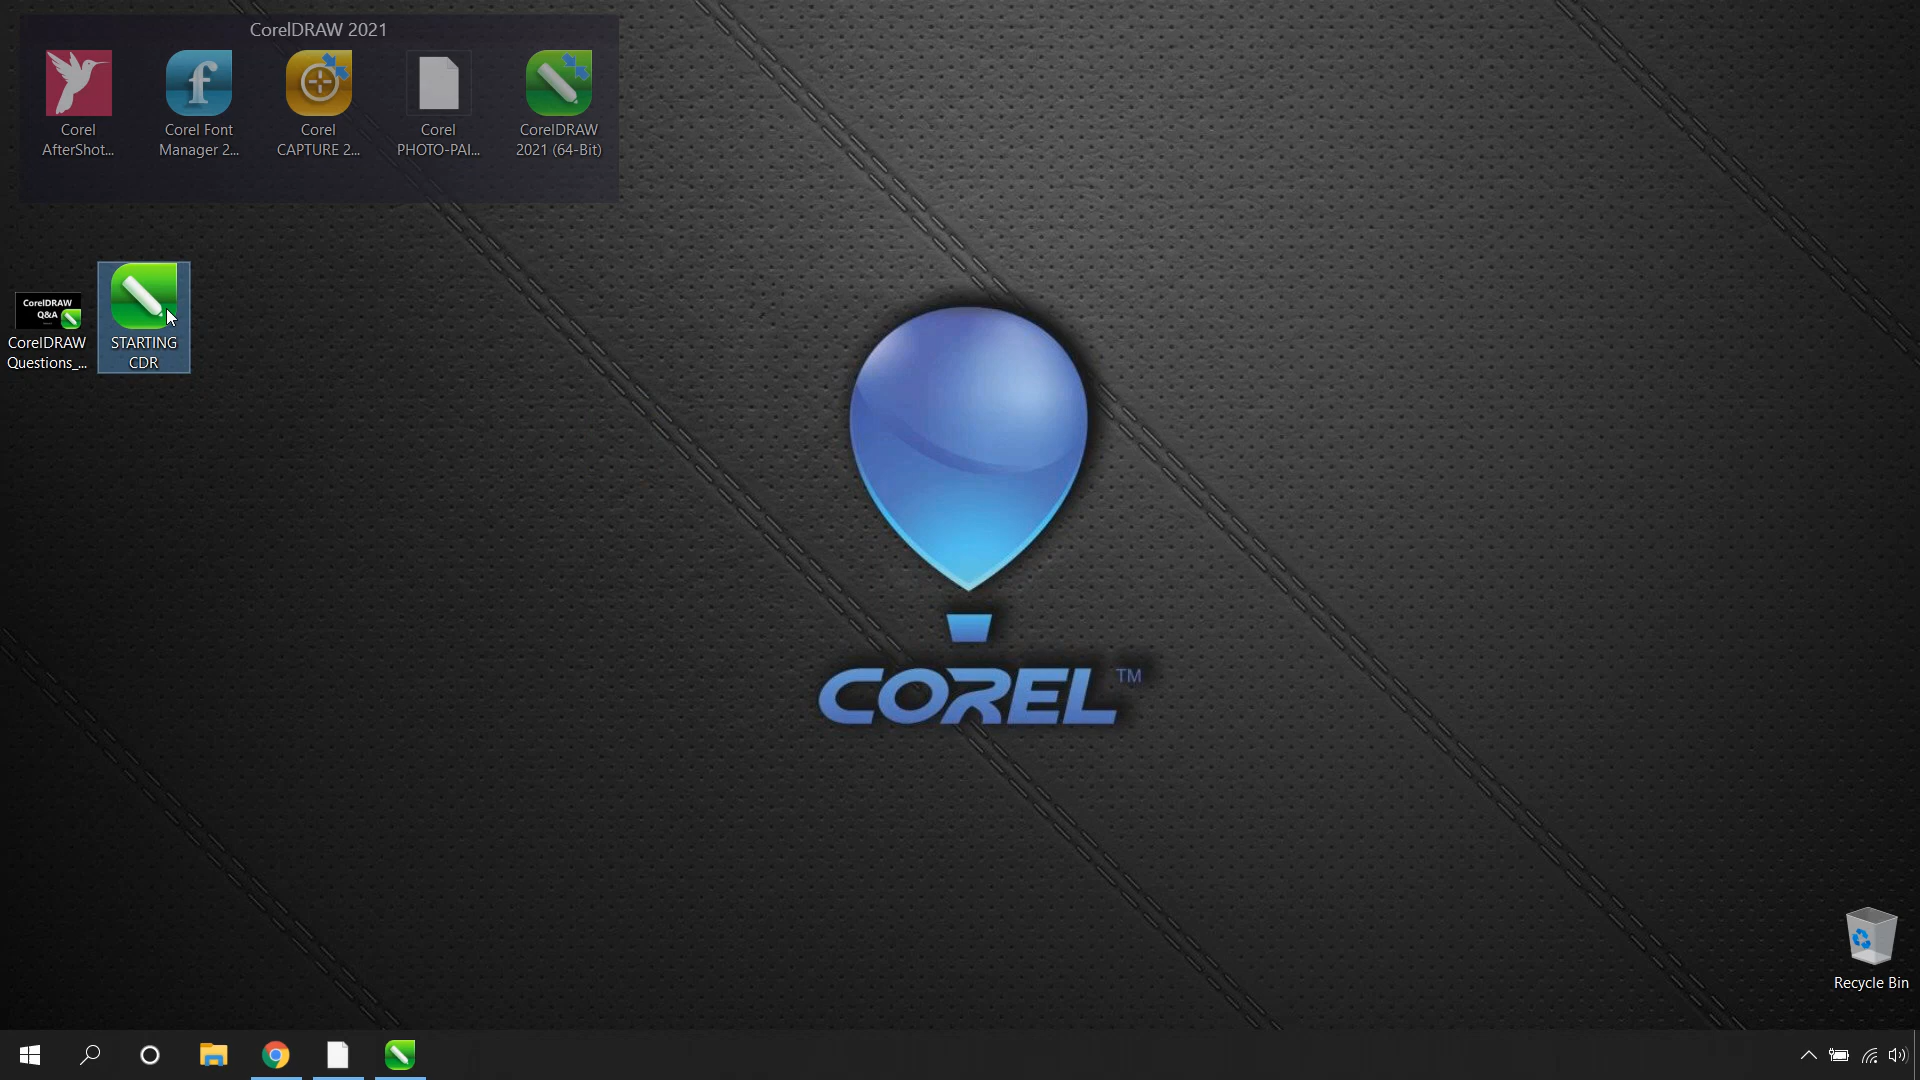 CorelDRAW 2021
Corel
AfterShot...
Corel Font
Manager 2...
Corel
CAPTURE 2...
Corel
PHOTO-PAI...
CorelDRAW
2021 (64-Bit)
CorelDRAW
Q&A
CorelDRAW
Questions_...
STARTING
CDR
COREL TM
Recycle Bin